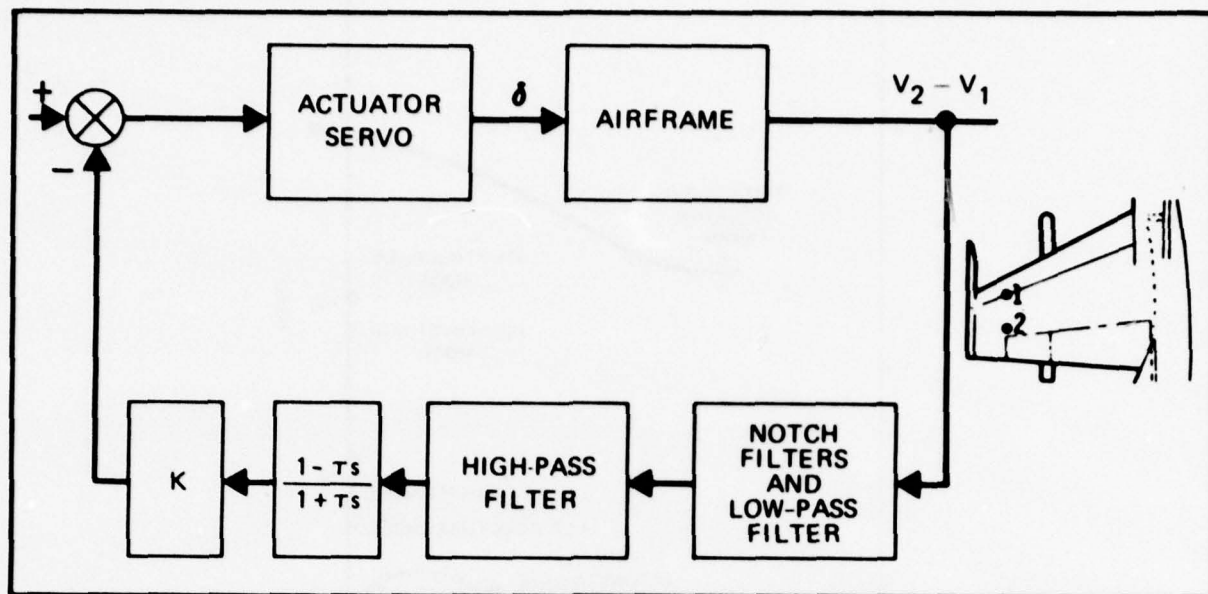 +
−
ACTUATOR
SERVO
δ
AIRFRAME
V₂ − V₁
1
2
K
1 − τs
1 + τs
HIGH-PASS
FILTER
NOTCH
FILTERS
AND
LOW-PASS
FILTER